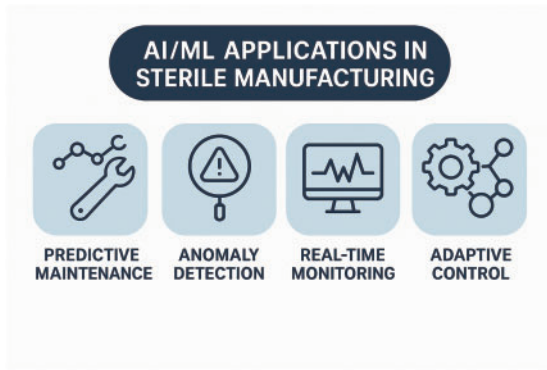 AI/ML APPLICATIONS IN
STERILE MANUFACTURING
PREDICTIVE
MAINTENANCE
ANOMALY
DETECTION
REAL-TIME
MONITORING
ADAPTIVE
CONTROL